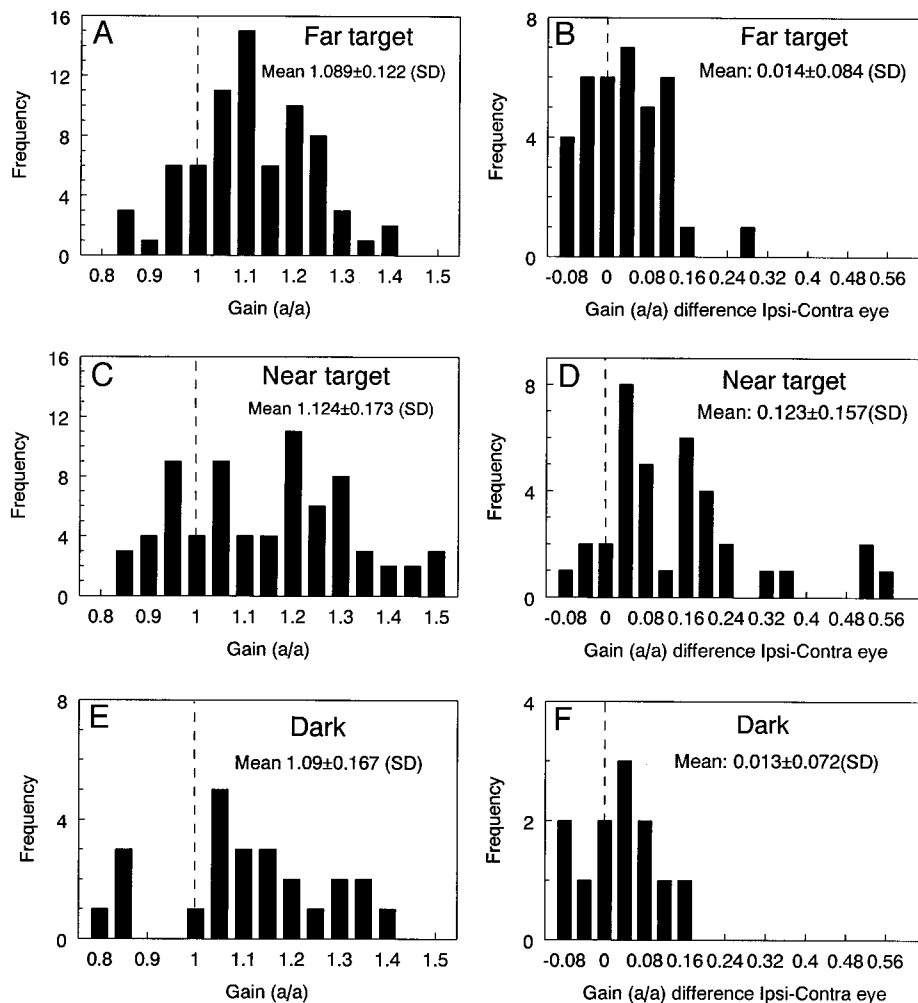 A
Far target
Mean 1.089±0.122 (SD)
Frequency
16
12
8
4
0
0.8 0.9 1 1.1 1.2 1.3 1.4 1.5
Gain (a/a)
B
Far target
Mean: 0.014±0.084 (SD)
Frequency
8
4
0
-0.08 0 0.08 0.16 0.24 0.32 0.4 0.48 0.56
Gain (a/a) difference Ipsi-Contra eye
C
Near target
Mean 1.124±0.173 (SD)
Frequency
16
12
8
4
0
0.8 0.9 1 1.1 1.2 1.3 1.4 1.5
Gain (a/a)
D
Near target
Mean: 0.123±0.157(SD)
Frequency
8
4
0
-0.08 0 0.08 0.16 0.24 0.32 0.4 0.48 0.56
Gain (a/a) difference Ipsi-Contra eye
E
Dark
Mean 1.09±0.167 (SD)
Frequency
8
4
0
0.8 0.9 1 1.1 1.2 1.3 1.4 1.5
Gain (a/a)
F
Dark
Mean: 0.013±0.072(SD)
Frequency
4
2
0
-0.08 0 0.08 0.16 0.24 0.32 0.4 0.48 0.56
Gain (a/a) difference Ipsi-Contra eye